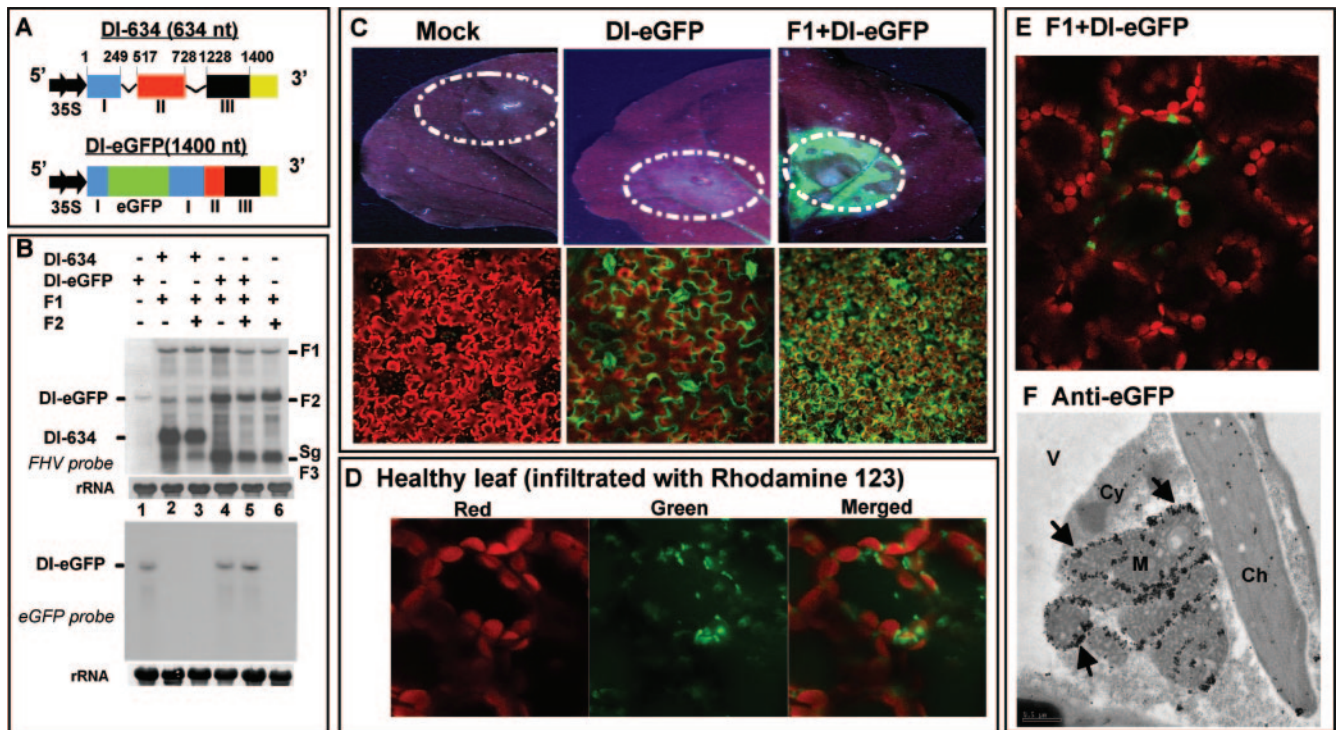 A
DI-634 (634 nt)
1 249 517 728 1228 1400
5' 3'
35S I II III
DI-eGFP(1400 nt)
5' 3'
35S I eGFP I II III
B
DI-634 - + + - - -
DI-eGFP + - - + + -
F1 - + + + + +
F2 - - + - + +
F1
DI-eGFP F2
DI-634
Sg
FHV probe F3
rRNA
1 2 3 4 5 6
DI-eGFP
eGFP probe
rRNA
C
Mock DI-eGFP F1+DI-eGFP
D Healthy leaf (infiltrated with Rhodamine 123)
Red Green Merged
E F1+DI-eGFP
F Anti-eGFP
V
Cy
M
Ch
0.5 µm